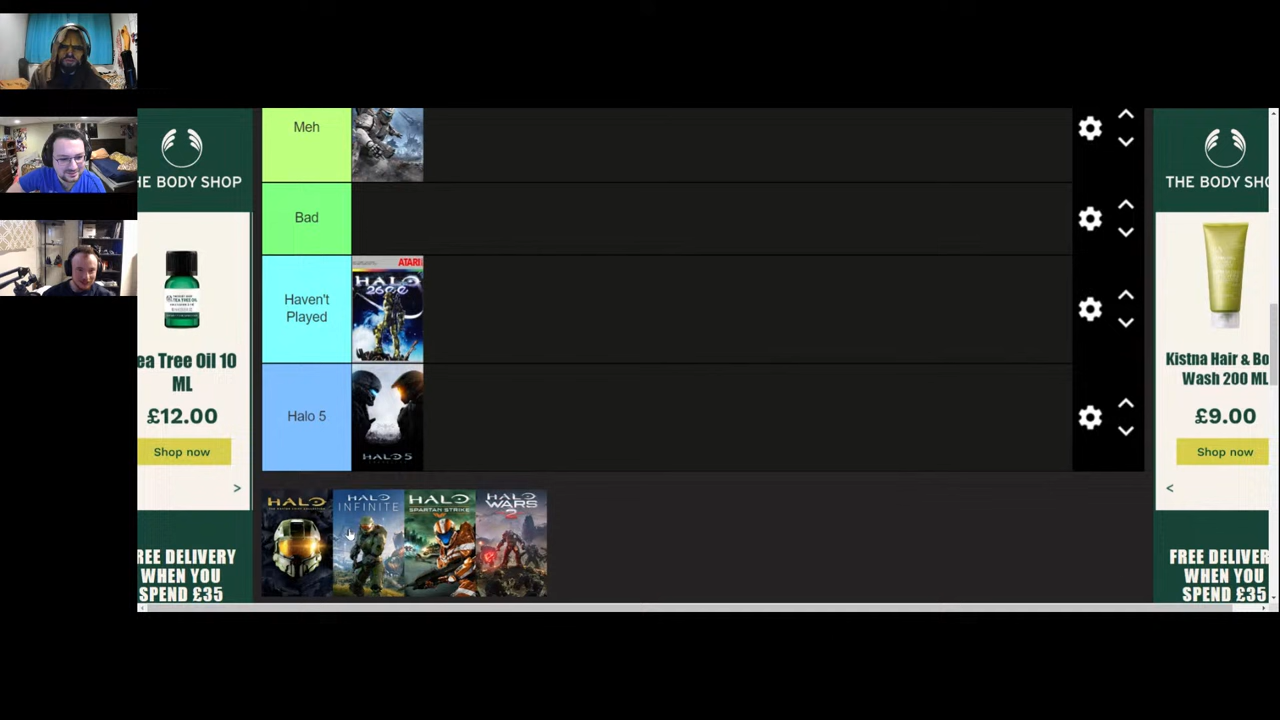 THE BODY SHOP
ea Tree Oil 10
ML
£12.00
Shop now
>
REE DELIVERY
WHEN YOU
SPEND £35
Meh
Bad
Haven't
Played
ATARI
HALO
2600
Halo 5
HALO 5
HALO
HALO
INFINITE
HALO
SPARTAN STRIKE
HALO
WARS
2
THE BODY SHO
Kistna Hair & Bo
Wash 200 ML
£9.00
Shop now
<
FREE DELIVER
WHEN YOU
SPEND £35